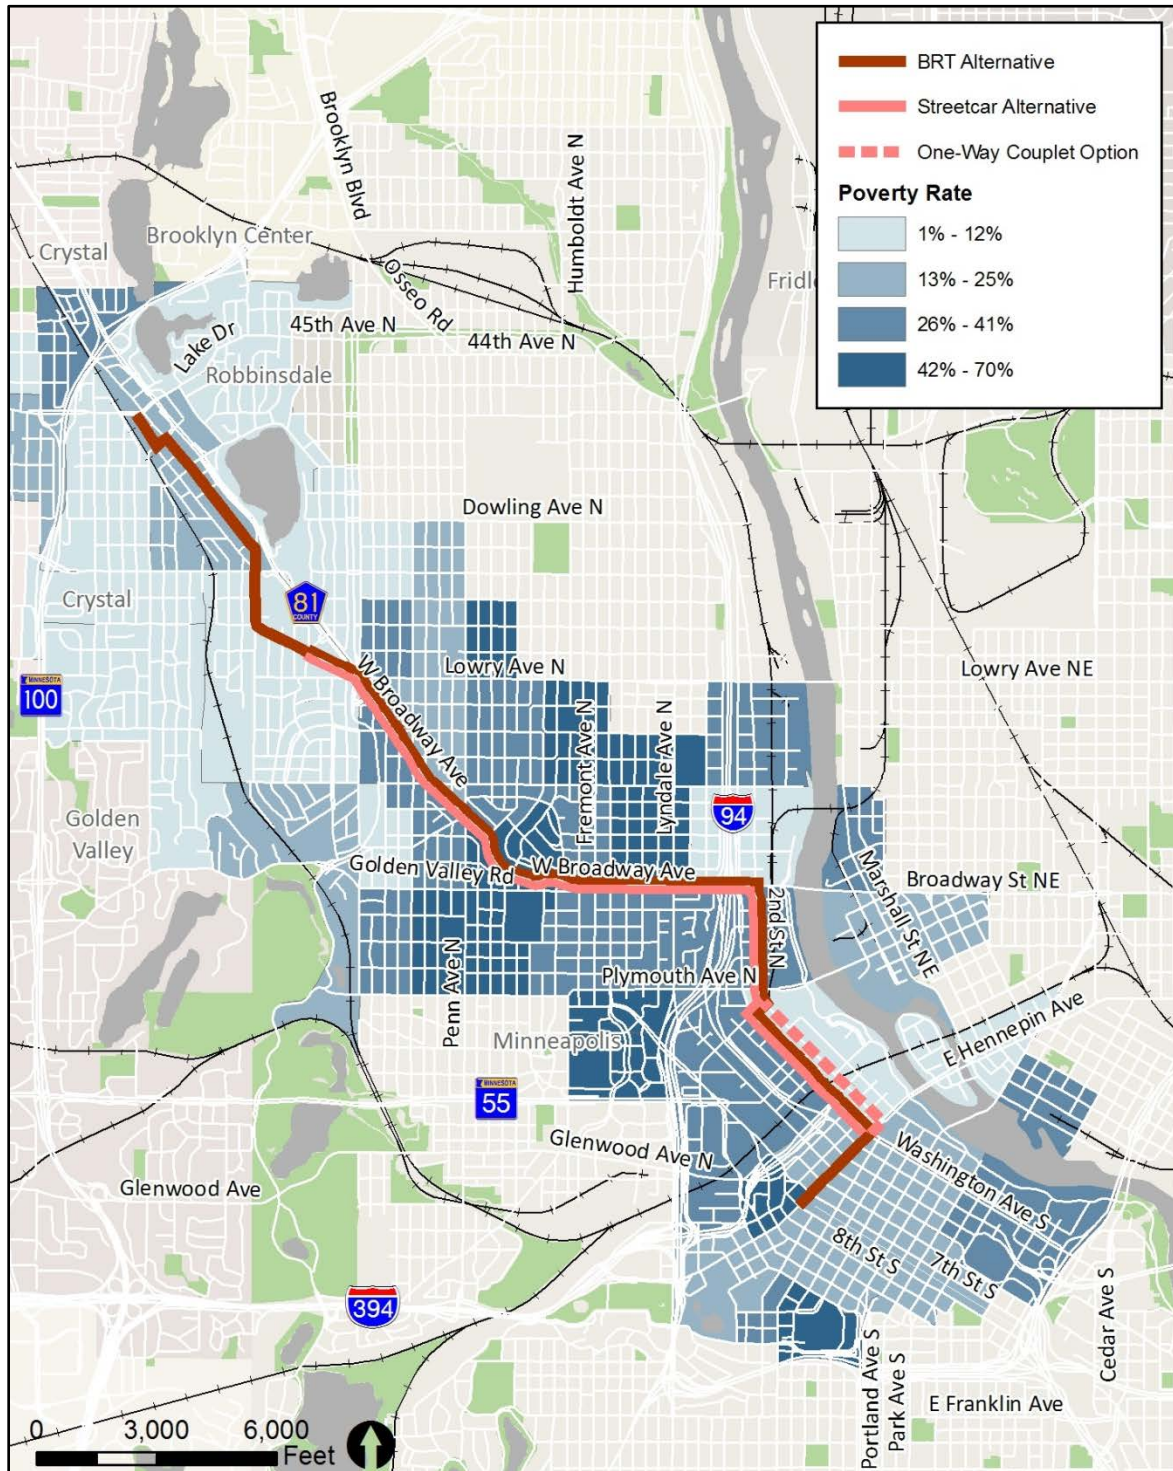 BRT Alternative
Streetcar Alternative
One-Way Couplet Option
Poverty Rate
1% - 12%
13% - 25%
26% - 41%
42% - 70%
Brooklyn Blvd
Humboldt Ave N
Brooklyn Center
Crystal
Osseo Rd
Fridl
Lake Dr
45th Ave N
44th Ave N
Robbinsdale
Dowling Ave N
Crystal
81
COUNTY
Lowry Ave N
Lowry Ave NE
MINNESOTA
100
W Broadway Ave
Fremont Ave N
Lyndale Ave N
94
Golden
Valley
Golden Valley Rd
W Broadway Ave
Marshall St NE
Broadway St NE
2nd St N
Penn Ave N
Plymouth Ave N
Minneapolis
E Hennepin Ave
MINNESOTA
55
Glenwood Ave N
Glenwood Ave
Washington Ave S
8th St S
7th St S
394
Cedar Ave S
Portland Ave S
Park Ave S
E Franklin Ave
0 3,000 6,000
Feet